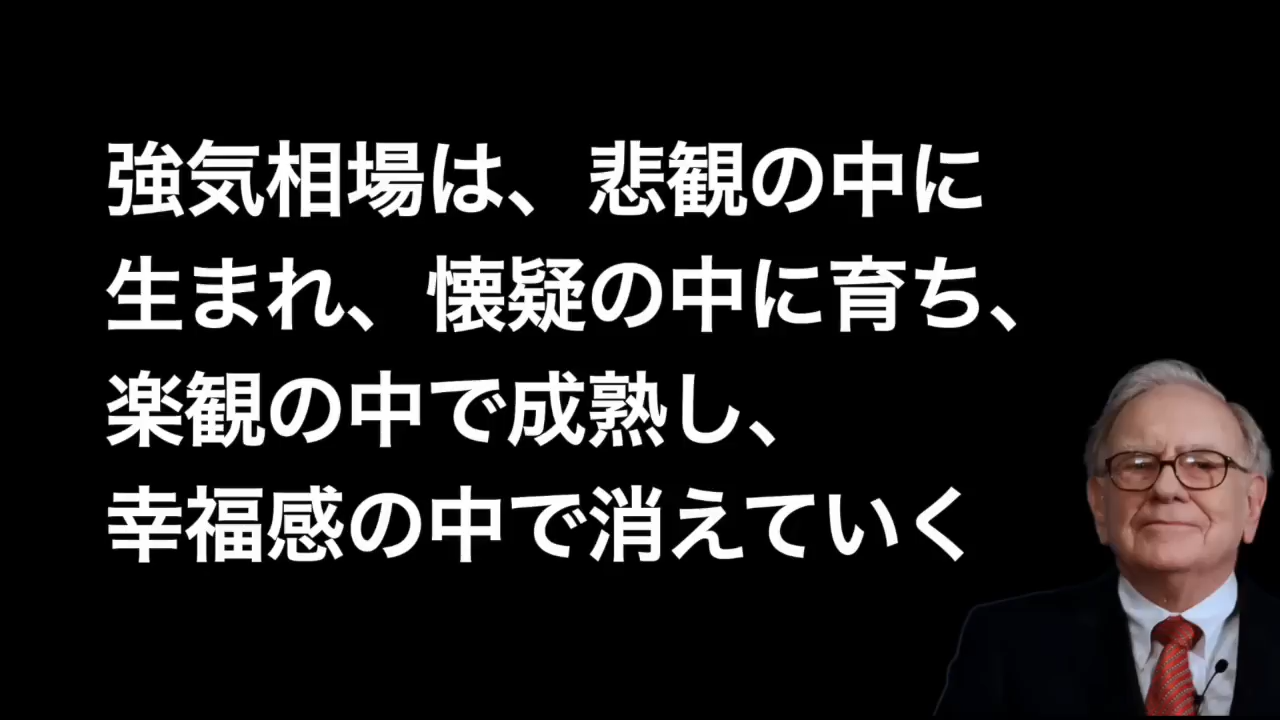 強気相場は、悲観の中に
生まれ、懐疑の中に育ち、
楽観の中で成熟し、
幸福感の中で消えていく